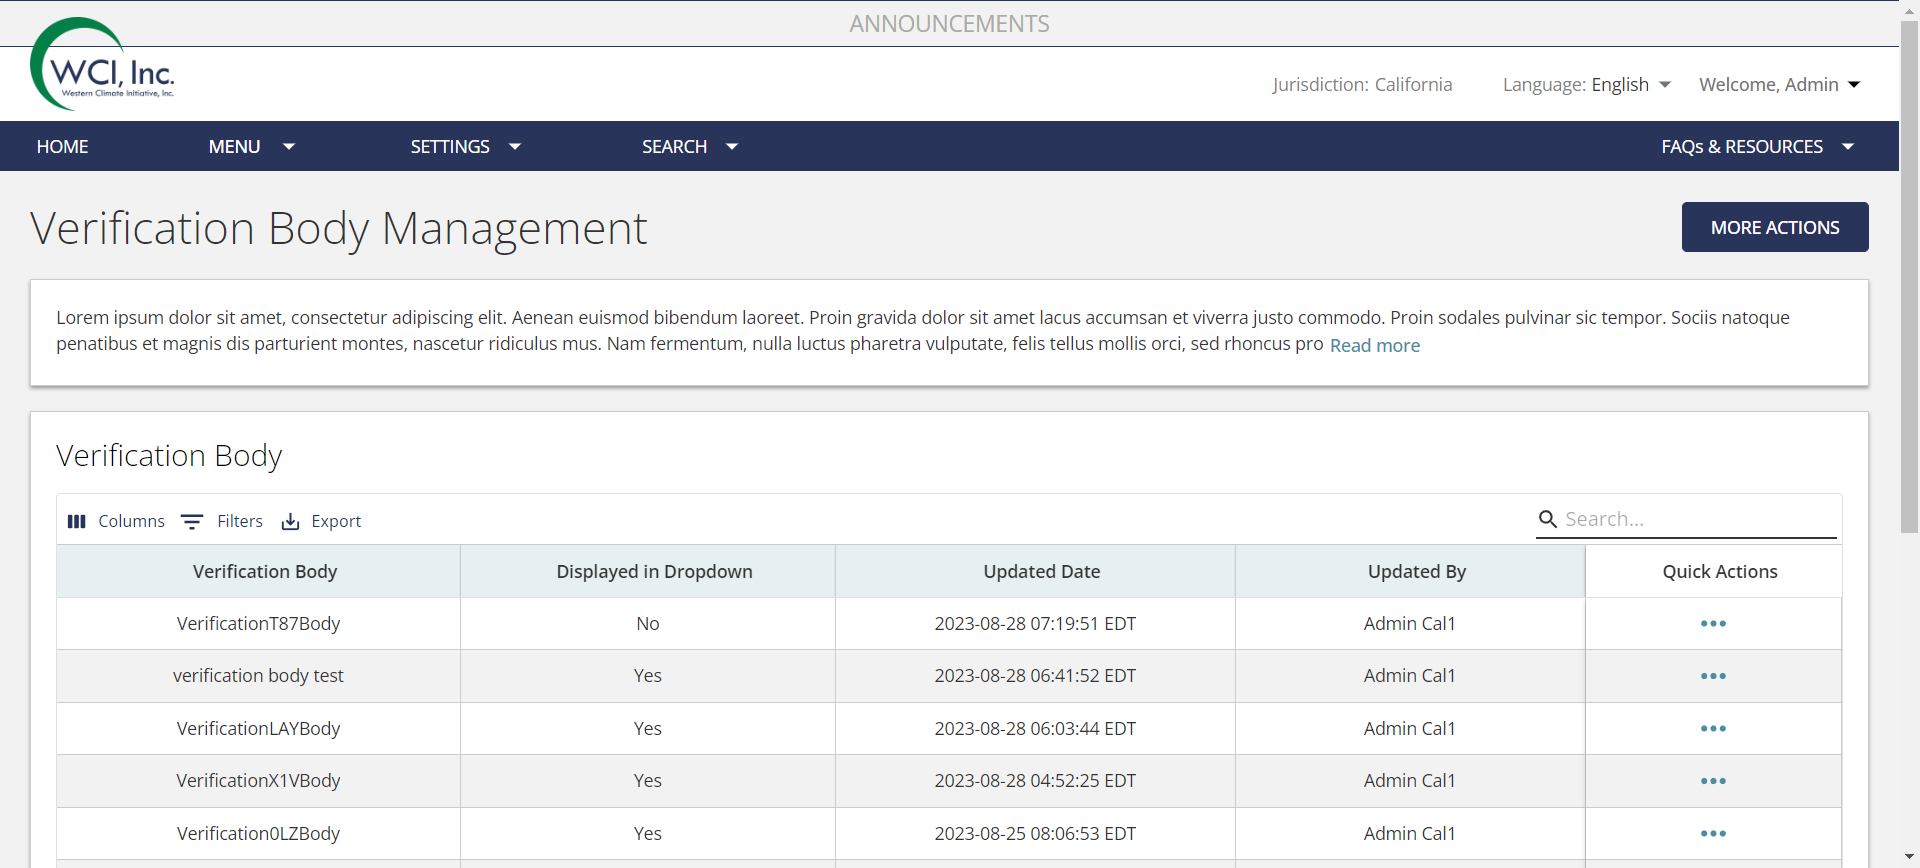 ANNOUNCEMENTS
WCI, Inc.
Western Climate Initiative, Inc.
Jurisdiction: California Language: English Welcome, Admin
HOME MENU SETTINGS SEARCH FAQs & RESOURCES
Verification Body Management MORE ACTIONS
Lorem ipsum dolor sit amet, consectetur adipiscing elit. Aenean euismod bibendum laoreet. Proin gravida dolor sit amet lacus accumsan et viverra justo commodo. Proin sodales pulvinar sic tempor. Sociis natoque
penatibus et magnis dis parturient montes, nascetur ridiculus mus. Nam fermentum, nulla luctus pharetra vulputate, felis tellus mollis orci, sed rhoncus pro Read more
Verification Body
Columns Filters Export Search...
Verification Body Displayed in Dropdown Updated Date Updated By Quick Actions
VerificationT87Body No 2023-08-28 07:19:51 EDT Admin Cal1
verification body test Yes 2023-08-28 06:41:52 EDT Admin Cal1
VerificationLAYBody Yes 2023-08-28 06:03:44 EDT Admin Cal1
VerificationX1VBody Yes 2023-08-28 04:52:25 EDT Admin Cal1
Verification0LZBody Yes 2023-08-25 08:06:53 EDT Admin Cal1